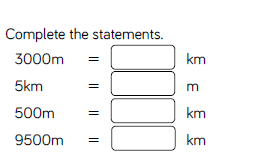 Complete the statements.
3000m = km
5km = m
500m = km
9500m = km